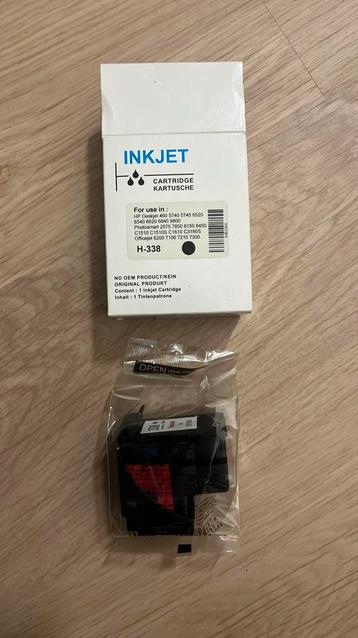 INKJET
CARTRIDGE
KARTUSCHE
For use in :
HP Deskjet 460 5740 5745 6520
6540 6620 6840 9800
Photosmart 2575 7850 8150 8450
C1510 C1510S C1610 C3180S
Officejet 6200 7100 7210 7300
H-338
NO OEM PRODUCT/KEIN
ORIGINAL PRODUKT
Content : 1 Inkjet Cartridge
Inhalt : 1 Tintenpatrone
OPEN